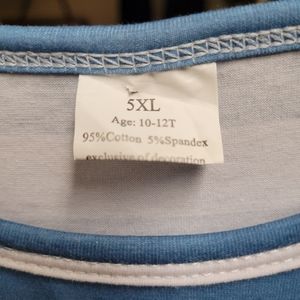 5XL
Age: 10-12T
95%Cotton 5%Spandex
exclusive of decoration